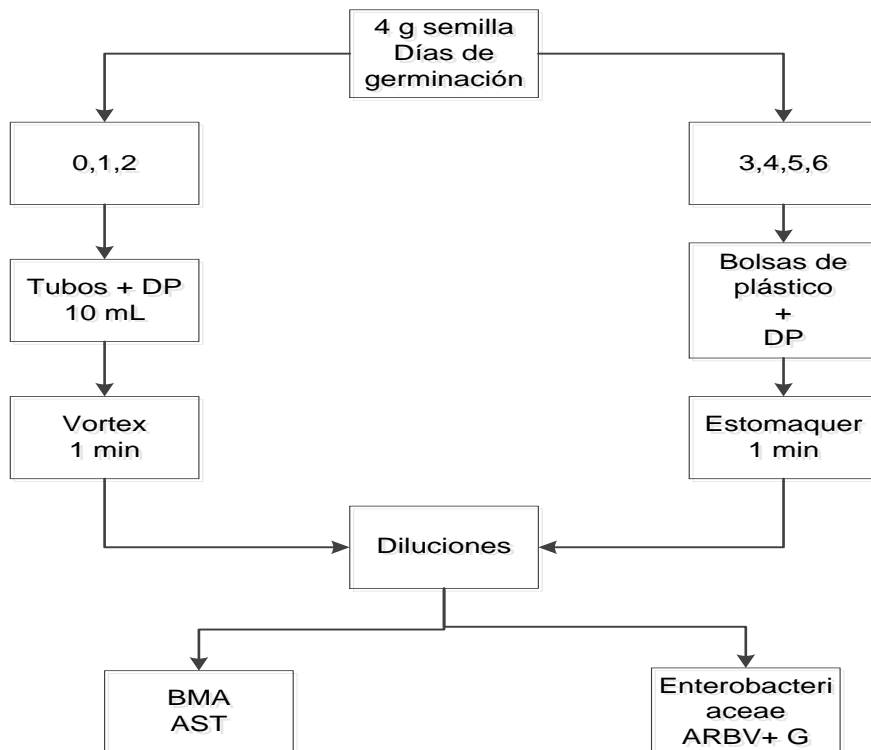 4 g semilla
Días de
germinación
0,1,2
3,4,5,6
Tubos + DP
10 mL
Bolsas de
plástico
+
DP
Vortex
1 min
Estomaquer
1 min
Diluciones
BMA
AST
Enterobacteri
aceae
ARBV+ G